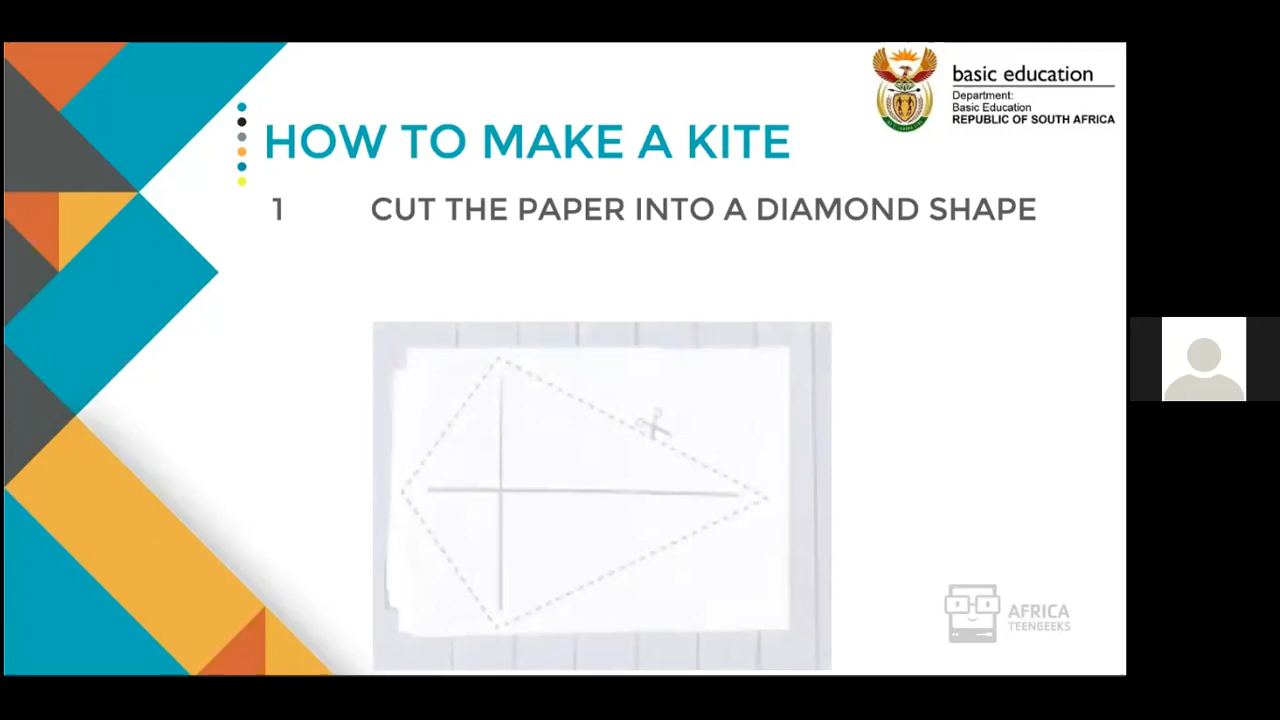 basic education
Department:
Basic Education
REPUBLIC OF SOUTH AFRICA
HOW TO MAKE A KITE
1 CUT THE PAPER INTO A DIAMOND SHAPE
AFRICA
TEENGEEKS